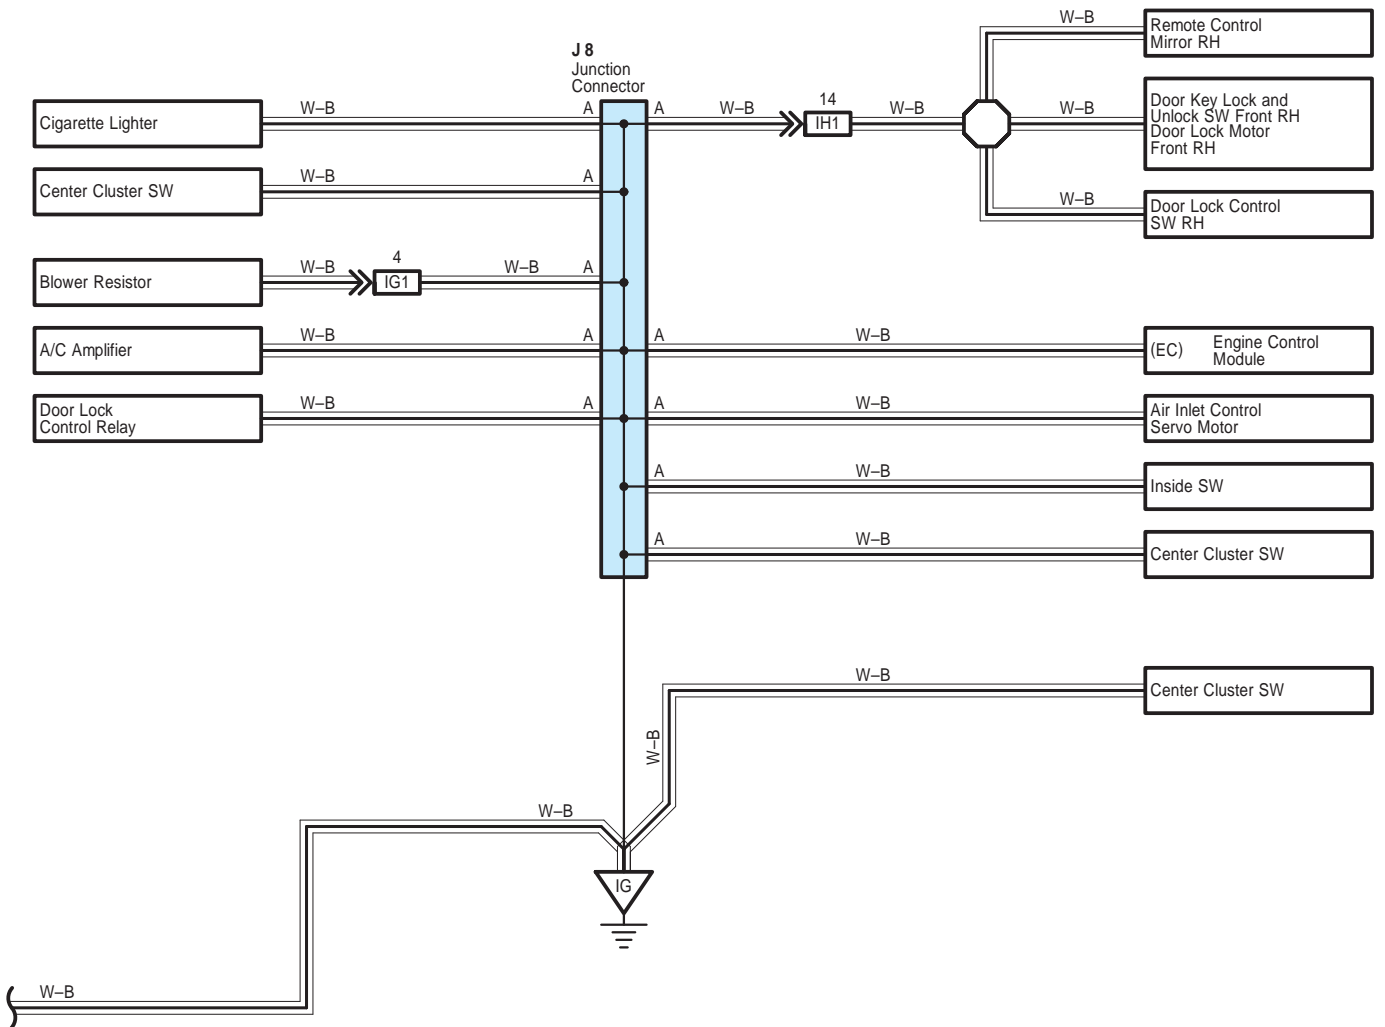 W–B
Remote Control
Mirror RH
J 8
Junction
Connector
Cigarette Lighter
W–B
A
A
W–B
14
IH1
W–B
W–B
Door Key Lock and
Unlock SW Front RH
Door Lock Motor
Front RH
Center Cluster SW
W–B
A
W–B
Door Lock Control
SW RH
Blower Resistor
W–B
4
IG1
W–B
A
A/C Amplifier
W–B
A
A
W–B
(EC) Engine Control
Module
Door Lock
Control Relay
W–B
A
A
W–B
Air Inlet Control
Servo Motor
A
W–B
Inside SW
A
W–B
Center Cluster SW
W–B
Center Cluster SW
W–B
W–B
IG
W–B